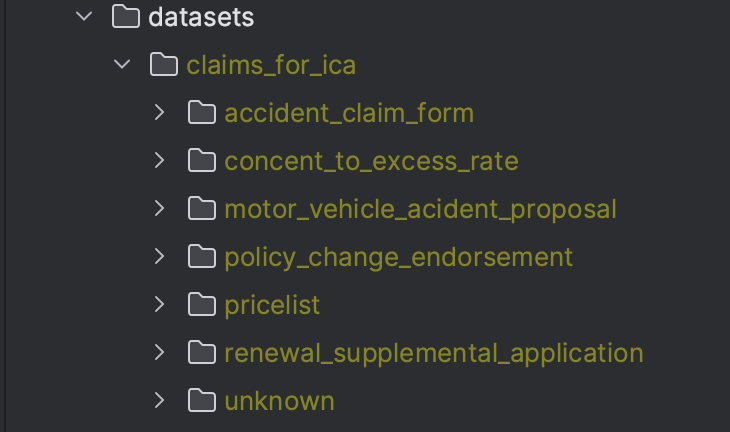 datasets
claims_for_ica
accident_claim_form
concent_to_excess_rate
motor_vehicle_acident_proposal
policy_change_endorsement
pricelist
renewal_supplemental_application
unknown